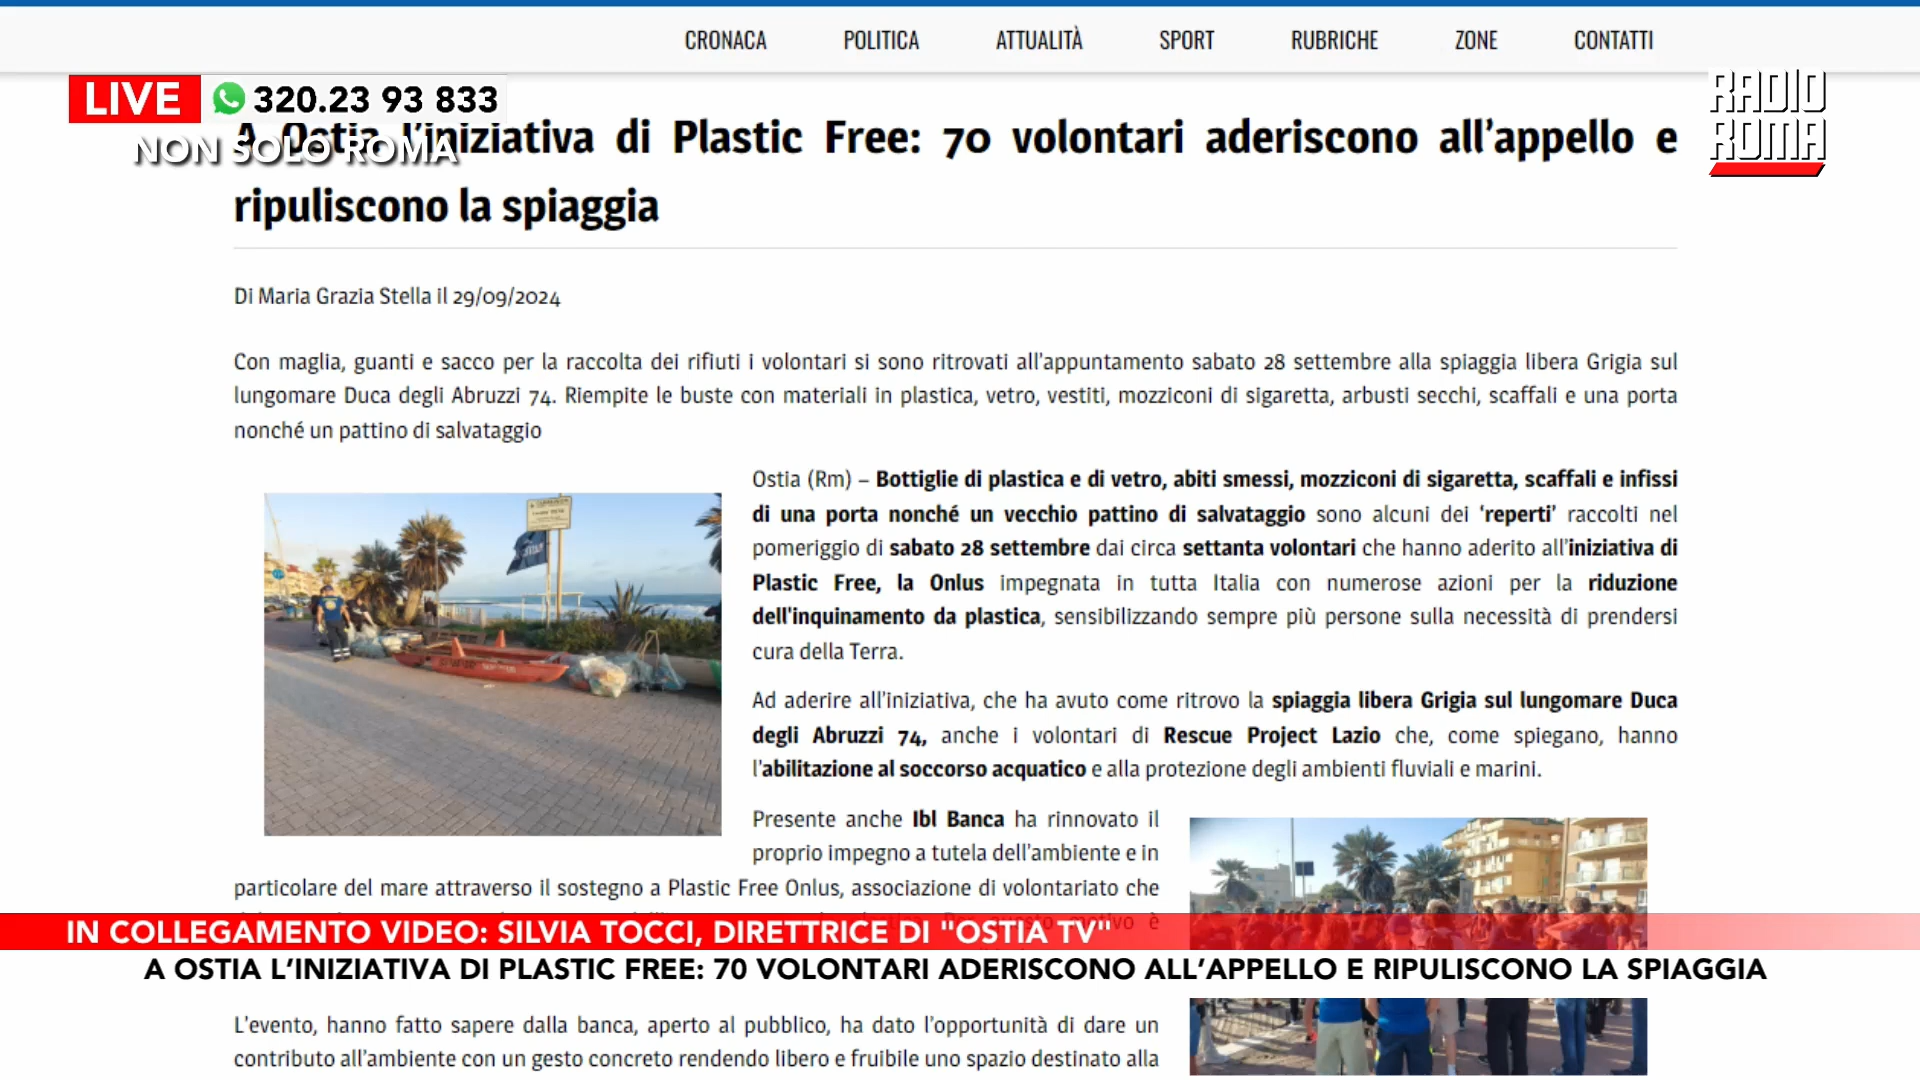 CRONACA POLITICA ATTUALITÀ SPORT RUBRICHE ZONE CONTATTI
LIVE 320.23 93 833
NON SOLO ROMA
RADIO
ROMA
A Ostia l’iniziativa di Plastic Free: 70 volontari aderiscono all’appello e
ripuliscono la spiaggia
Di Maria Grazia Stella il 29/09/2024
Con maglia, guanti e sacco per la raccolta dei rifiuti i volontari si sono ritrovati all'appuntamento sabato 28 settembre alla spiaggia libera Grigia sul
lungomare Duca degli Abruzzi 74. Riempite le buste con materiali in plastica, vetro, vestiti, mozziconi di sigaretta, arbusti secchi, scaffali e una porta
nonché un pattino di salvataggio
Ostia (Rm) – Bottiglie di plastica e di vetro, abiti smessi, mozziconi di sigaretta, scaffali e infissi
di una porta nonché un vecchio pattino di salvataggio sono alcuni dei ‘reperti’ raccolti nel
pomeriggio di sabato 28 settembre dai circa settanta volontari che hanno aderito all'iniziativa di
Plastic Free, la Onlus impegnata in tutta Italia con numerose azioni per la riduzione
dell'inquinamento da plastica, sensibilizzando sempre più persone sulla necessità di prendersi
cura della Terra.
Ad aderire all’iniziativa, che ha avuto come ritrovo la spiaggia libera Grigia sul lungomare Duca
degli Abruzzi 74, anche i volontari di Rescue Project Lazio che, come spiegano, hanno
l’abilitazione al soccorso acquatico e alla protezione degli ambienti fluviali e marini.
Presente anche Ibl Banca ha rinnovato il
proprio impegno a tutela dell’ambiente e in
particolare del mare attraverso il sostegno a Plastic Free Onlus, associazione di volontariato che
Per questo motivo è
IN COLLEGAMENTO VIDEO: SILVIA TOCCI, DIRETTRICE DI "OSTIA TV"
A OSTIA L’INIZIATIVA DI PLASTIC FREE: 70 VOLONTARI ADERISCONO ALL’APPELLO E RIPULISCONO LA SPIAGGIA
L’evento, hanno fatto sapere dalla banca, aperto al pubblico, ha dato l’opportunità di dare un
contributo all’ambiente con un gesto concreto rendendo libero e fruibile uno spazio destinato alla